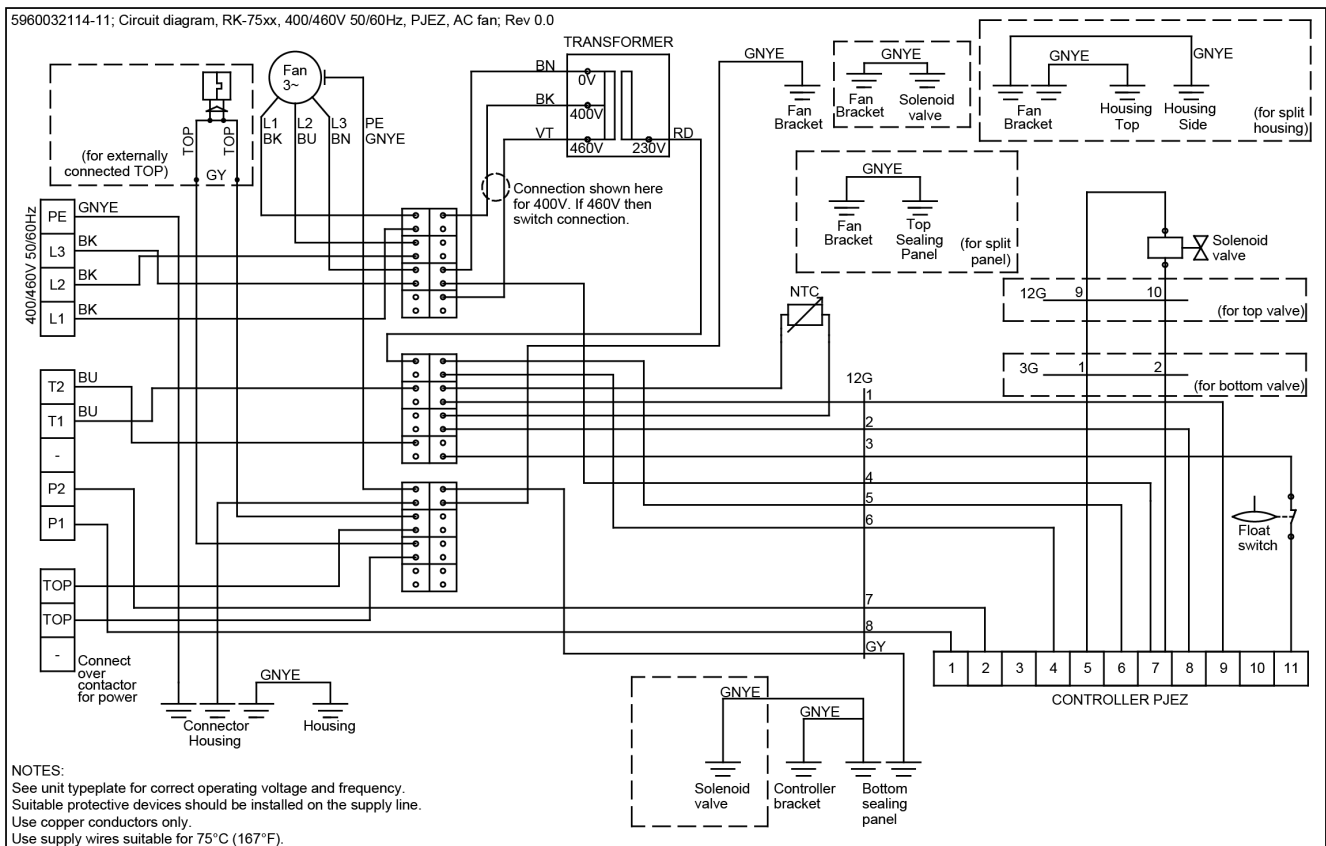 5960032114-11; Circuit diagram, RK-75xx, 400/460V 50/60Hz, PJEZ, AC fan; Rev 0.0
TRANSFORMER
BN
0V
BK
400V
VT
460V
230V
RD
Fan
3~
L1
BK
L2
BU
L3
BN
PE
GNYE
TOP
TOP
(for externally
connected TOP)
GY
Connection shown here
for 400V. If 460V then
switch connection.
GNYE
Fan
Bracket
GNYE
Fan
Bracket
Solenoid
valve
GNYE
GNYE
Fan
Bracket
Housing
Top
Housing
Side
(for split
housing)
GNYE
Fan
Bracket
Top
Sealing
Panel
(for split
panel)
Solenoid
valve
12G
9
10
(for top valve)
3G
1
2
(for bottom valve)
NTC
400/460V 50/60Hz
PE
GNYE
L3
BK
L2
BK
L1
BK
T2
BU
T1
BU
-
P2
P1
TOP
TOP
-
Connect
over
contactor
for power
12G
1
2
3
4
5
6
7
8
GY
Float
switch
1
2
3
4
5
6
7
8
9
10
11
CONTROLLER PJEZ
GNYE
Connector
Housing
Housing
GNYE
GNYE
Solenoid
valve
Controller
bracket
Bottom
sealing
panel
NOTES:
See unit typeplate for correct operating voltage and frequency.
Suitable protective devices should be installed on the supply line.
Use copper conductors only.
Use supply wires suitable for 75°C (167°F).